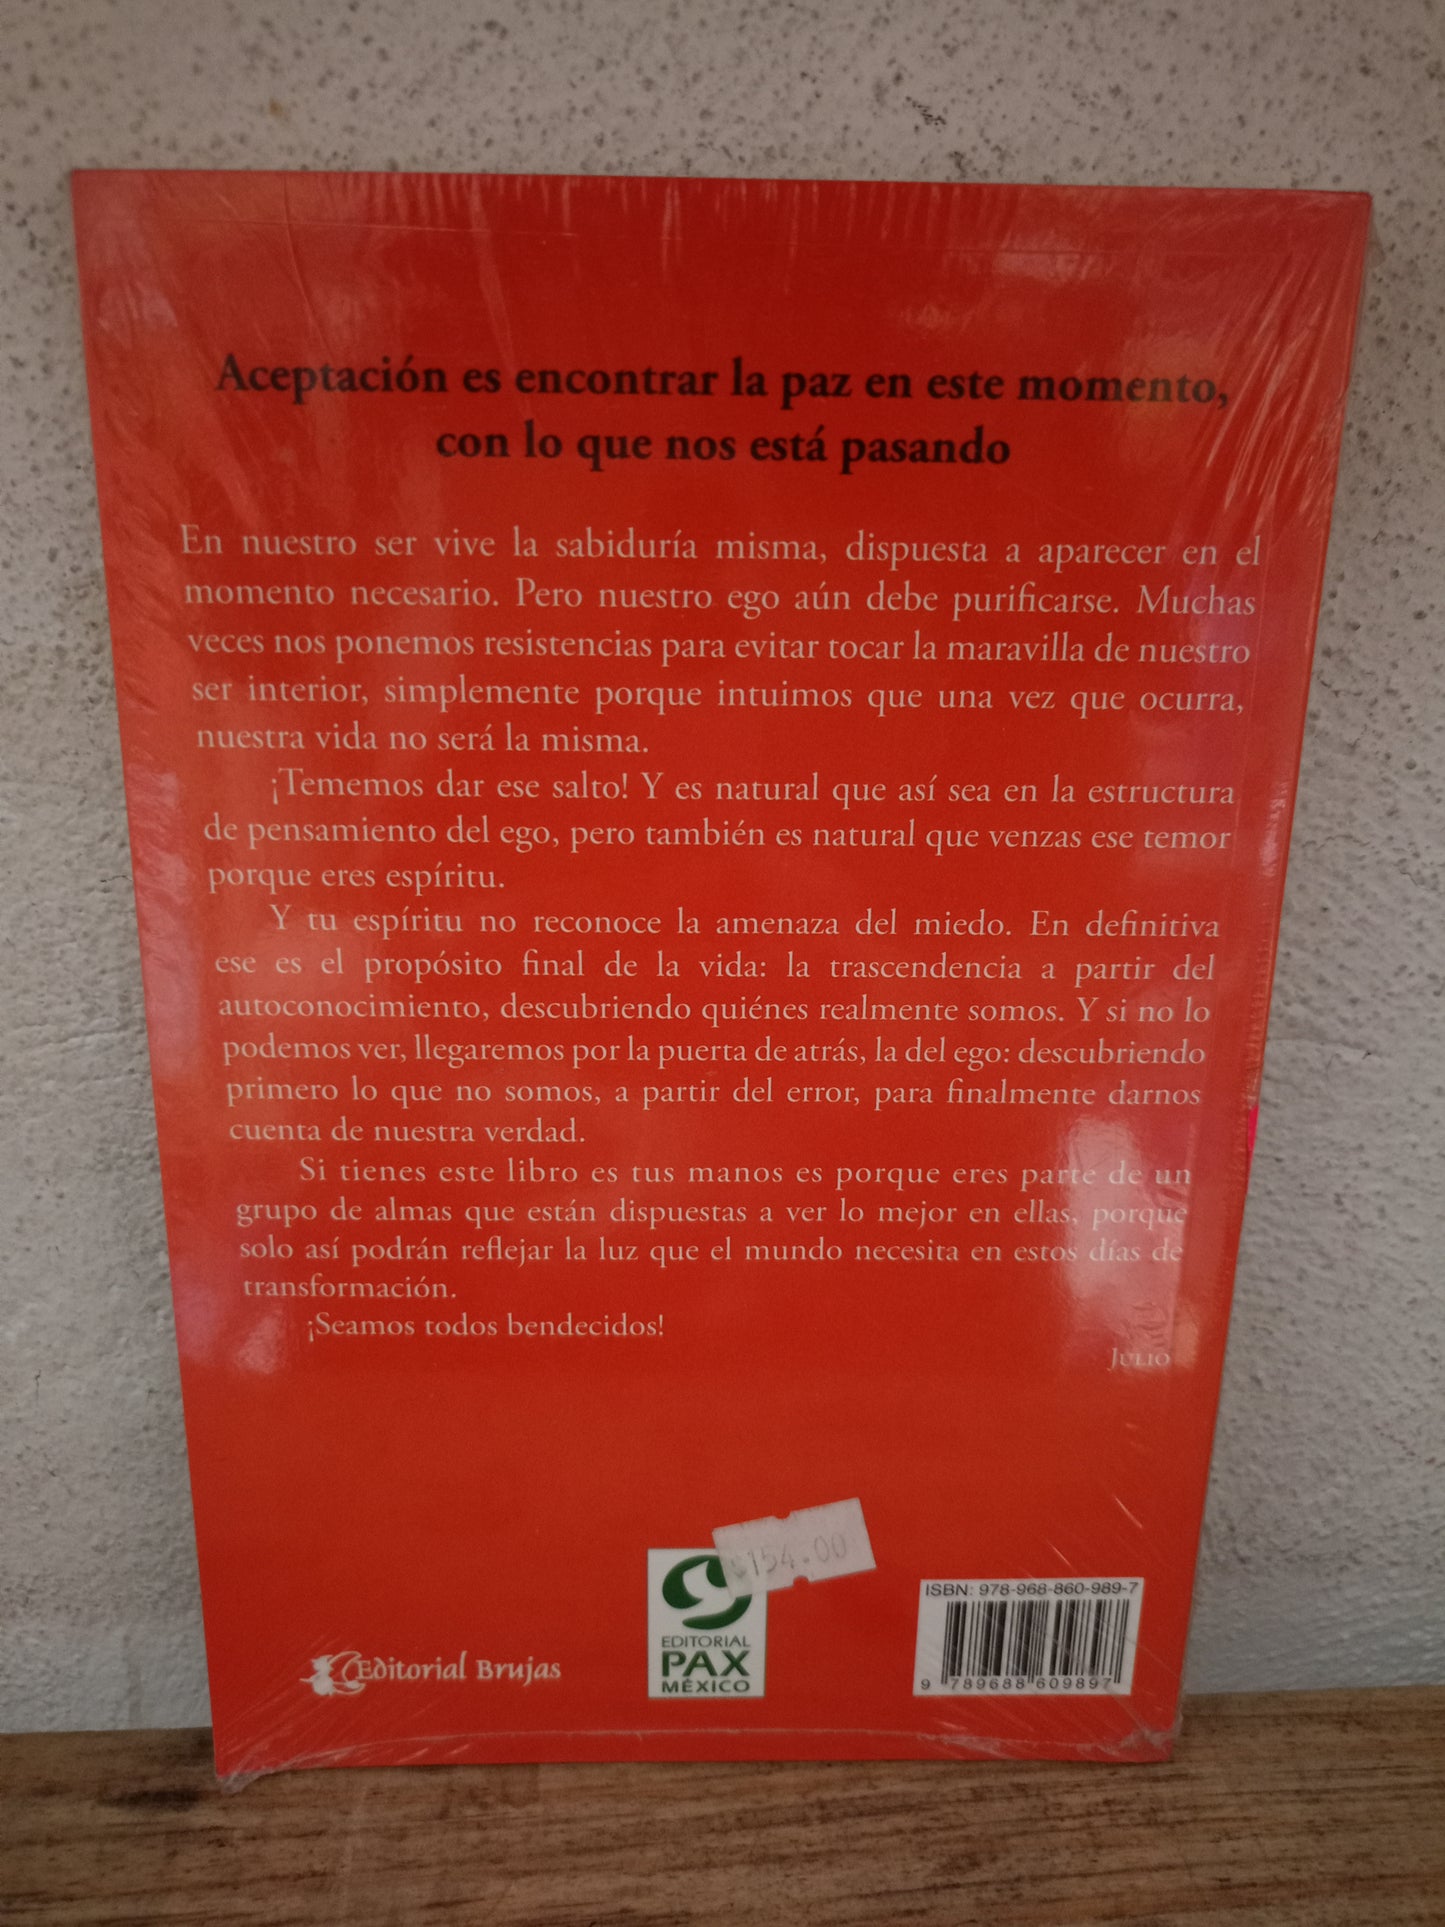 Aceptación es encontrar la paz en este momento,
con lo que nos está pasando
En nuestro ser vive la sabiduría misma, dispuesta a aparecer en el
momento necesario. Pero nuestro ego aún debe purificarse. Muchas
veces nos ponemos resistencias para evitar tocar la maravilla de nuestro
ser interior, simplemente porque intuimos que una vez que ocurra,
nuestra vida no será la misma.
¡Tememos dar ese salto! Y es natural que así sea en la estructura
de pensamiento del ego, pero también es natural que venzas ese temor
porque eres espíritu.
Y tu espíritu no reconoce la amenaza del miedo. En definitiva
ese es el propósito final de la vida: la trascendencia a partir del
autoconocimiento, descubriendo quiénes realmente somos. Y si no lo
podemos ver, llegaremos por la puerta de atrás, la del ego: descubriendo
primero lo que no somos, a partir del error, para finalmente darnos
cuenta de nuestra verdad.
Si tienes este libro es tus manos es porque eres parte de un
grupo de almas que están dispuestas a ver lo mejor en ellas, porque
solo así podrán reflejar la luz que el mundo necesita en estos días de
transformación.
¡Seamos todos bendecidos!
Julio
$154.00
Editorial Brujas
EDITORIAL
PAX
MÉXICO
ISBN: 978-968-860-989-7
9 789688 609897